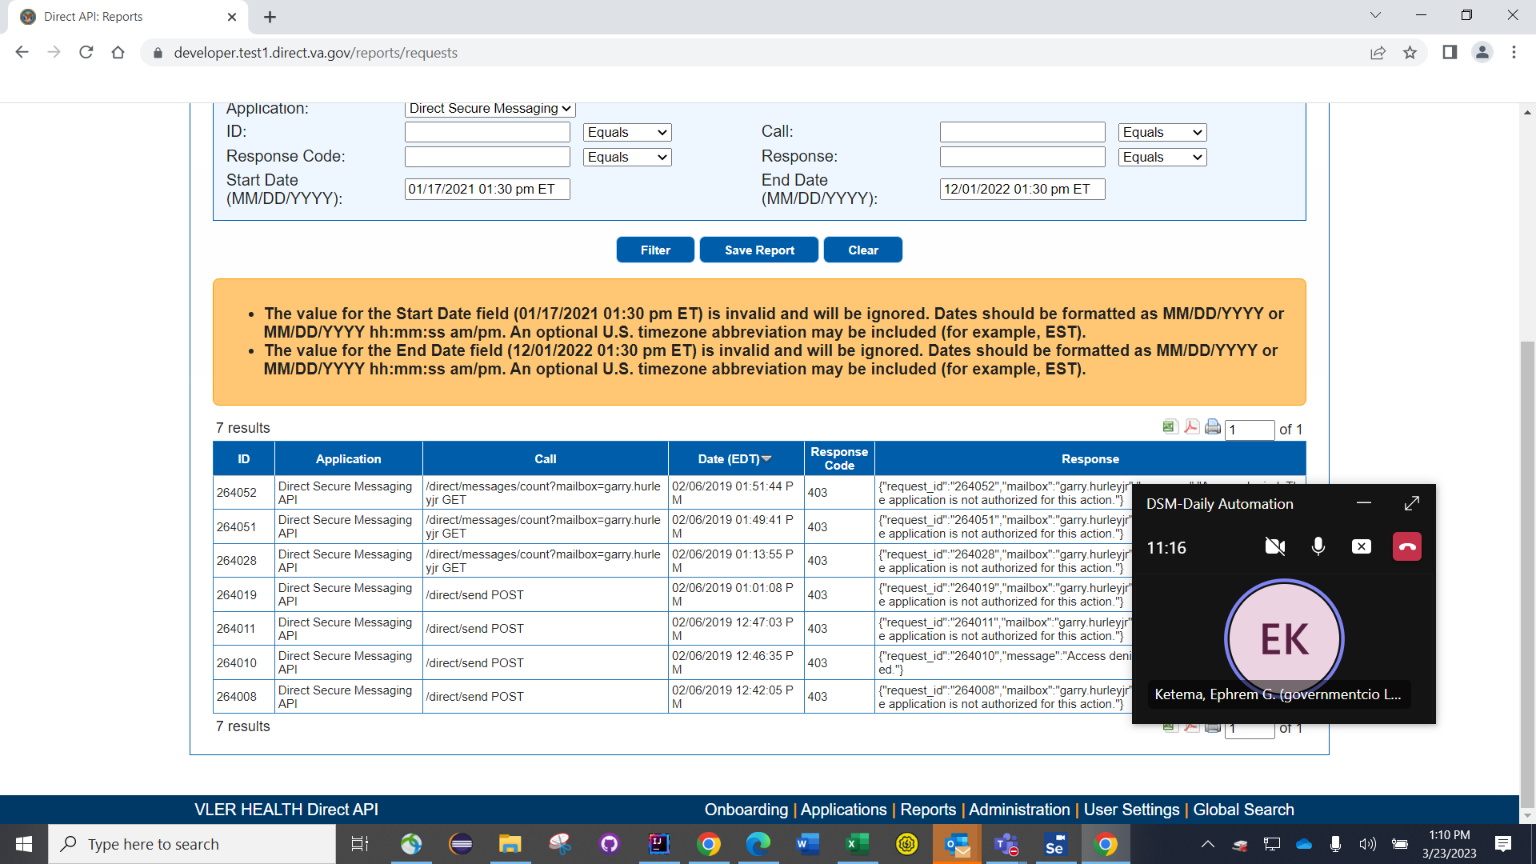 Direct API: Reports
developer.test1.direct.va.gov/reports/requests
Application: Direct Secure Messaging
ID: Equals Call: Equals
Response Code: Equals Response: Equals
Start Date (MM/DD/YYYY): 01/17/2021 01:30 pm ET End Date (MM/DD/YYYY): 12/01/2022 01:30 pm ET
Filter Save Report Clear
• The value for the Start Date field (01/17/2021 01:30 pm ET) is invalid and will be ignored. Dates should be formatted as MM/DD/YYYY or
MM/DD/YYYY hh:mm:ss am/pm. An optional U.S. timezone abbreviation may be included (for example, EST).
• The value for the End Date field (12/01/2022 01:30 pm ET) is invalid and will be ignored. Dates should be formatted as MM/DD/YYYY or
MM/DD/YYYY hh:mm:ss am/pm. An optional U.S. timezone abbreviation may be included (for example, EST).
7 results 1 of 1
ID Application Call Date (EDT) Response Code Response
264052 Direct Secure Messaging API /direct/messages/count?mailbox=garry.hurleyjr GET 02/06/2019 01:51:44 PM 403 {"request_id":"264052","mailbox":"garry.hurleyjr" e application is not authorized for this action."}
264051 Direct Secure Messaging API /direct/messages/count?mailbox=garry.hurleyjr GET 02/06/2019 01:49:41 PM 403 {"request_id":"264051","mailbox":"garry.hurleyjr" e application is not authorized for this action."}
264028 Direct Secure Messaging API /direct/messages/count?mailbox=garry.hurleyjr GET 02/06/2019 01:13:55 PM 403 {"request_id":"264028","mailbox":"garry.hurleyjr" e application is not authorized for this action."}
264019 Direct Secure Messaging API /direct/send POST 02/06/2019 01:01:08 PM 403 {"request_id":"264019","mailbox":"garry.hurleyjr" e application is not authorized for this action."}
264011 Direct Secure Messaging API /direct/send POST 02/06/2019 12:47:03 PM 403 {"request_id":"264011","mailbox":"garry.hurleyjr" e application is not authorized for this action."}
264010 Direct Secure Messaging API /direct/send POST 02/06/2019 12:46:35 PM 403 {"request_id":"264010","message":"Access deni ed."}
264008 Direct Secure Messaging API /direct/send POST 02/06/2019 12:42:05 PM 403 {"request_id":"264008","mailbox":"garry.hurleyjr" e application is not authorized for this action."}
7 results 1 of 1
DSM-Daily Automation
11:16
EK
Ketema, Ephrem G. (governmentcio L...
VLER HEALTH Direct API Onboarding | Applications | Reports | Administration | User Settings | Global Search
Type here to search
1:10 PM
3/23/2023